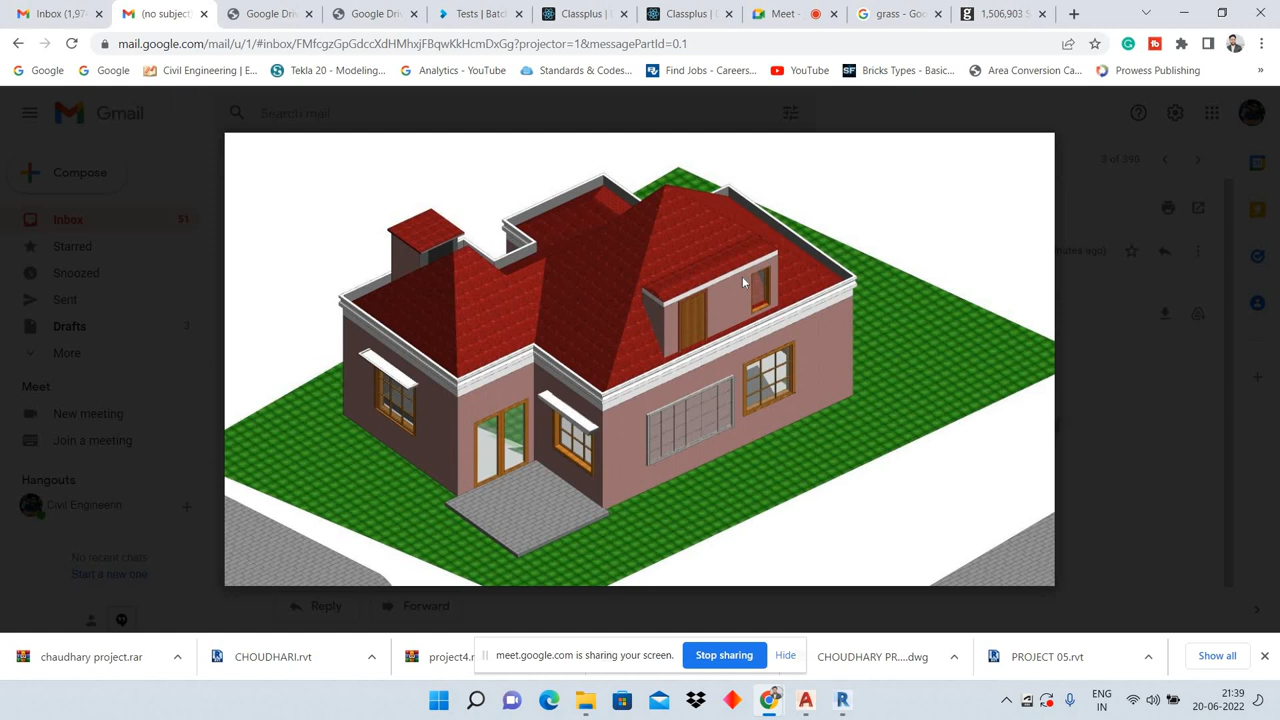 Inbox (1,97
(no subject
Google Driv
Google Driv
Tests | Batc
Classplus |
Classplus |
Meet -
grass - Goo
1,506,903 S
mail.google.com/mail/u/1/#inbox/FMfcgzGpGdccXdHMhxjfBqwkkHcmDxGg?projector=1&messagePartId=0.1
Google
Google
Civil Engineering | E...
Tekla 20 - Modeling...
Analytics - YouTube
Standards & Codes...
Find Jobs - Careers...
YouTube
Bricks Types - Basic...
Area Conversion Ca...
Prowess Publishing
Gmail
Search mail
Compose
Inbox 51
Starred
Snoozed
Sent
Drafts 3
More
Meet
New meeting
Join a meeting
Hangouts
Civil Engineerin
No recent chats
Start a new one
Reply
Forward
chaudhary project.rar
CHOUDHARI.rvt
project4.r
meet.google.com is sharing your screen.
Stop sharing
Hide
CHOUDHARY PR....dwg
PROJECT 05.rvt
Show all
ENG
IN
21:39
20-06-2022